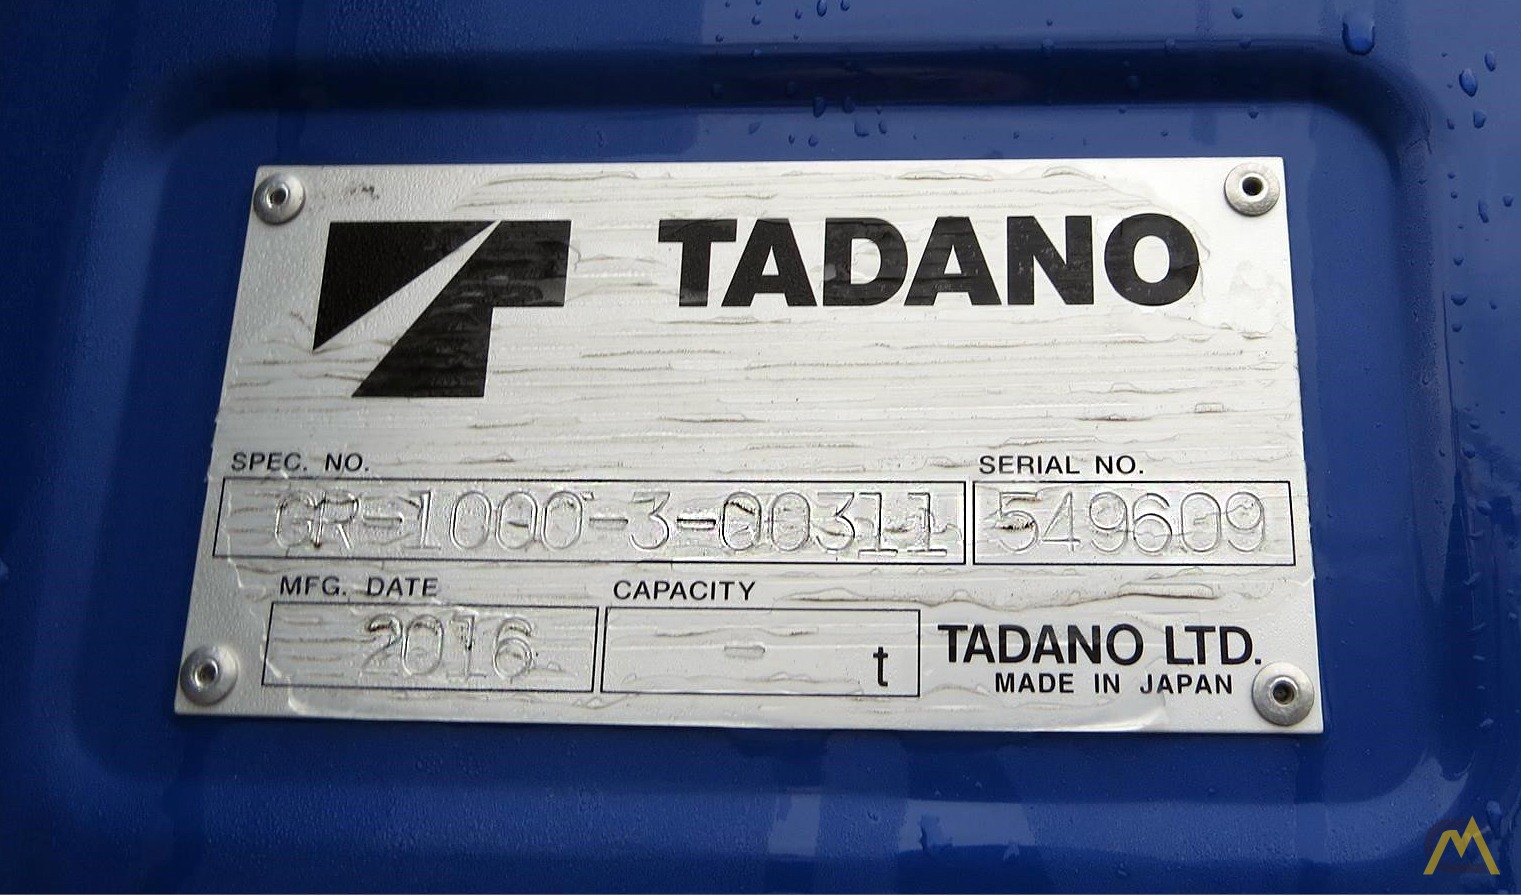 TADANO
SPEC. NO.
SERIAL NO.
GR-1000-3-00311
549609
MFG. DATE
CAPACITY
2016
- t
TADANO LTD.
MADE IN JAPAN